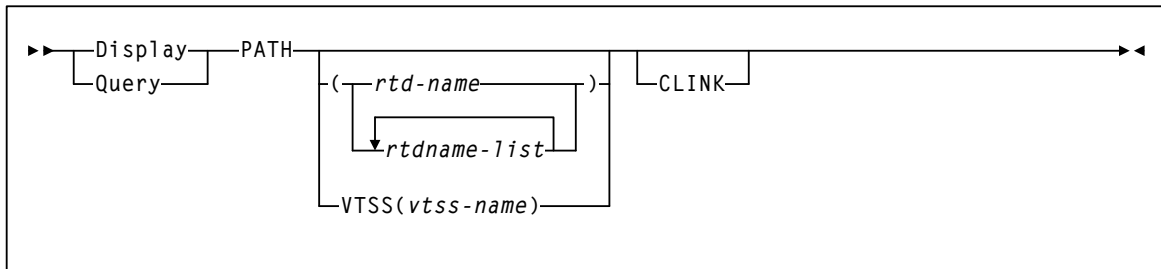 Display PATH
Query ( rtd-name ) CLINK
rtdname-list
VTSS(vtss-name)